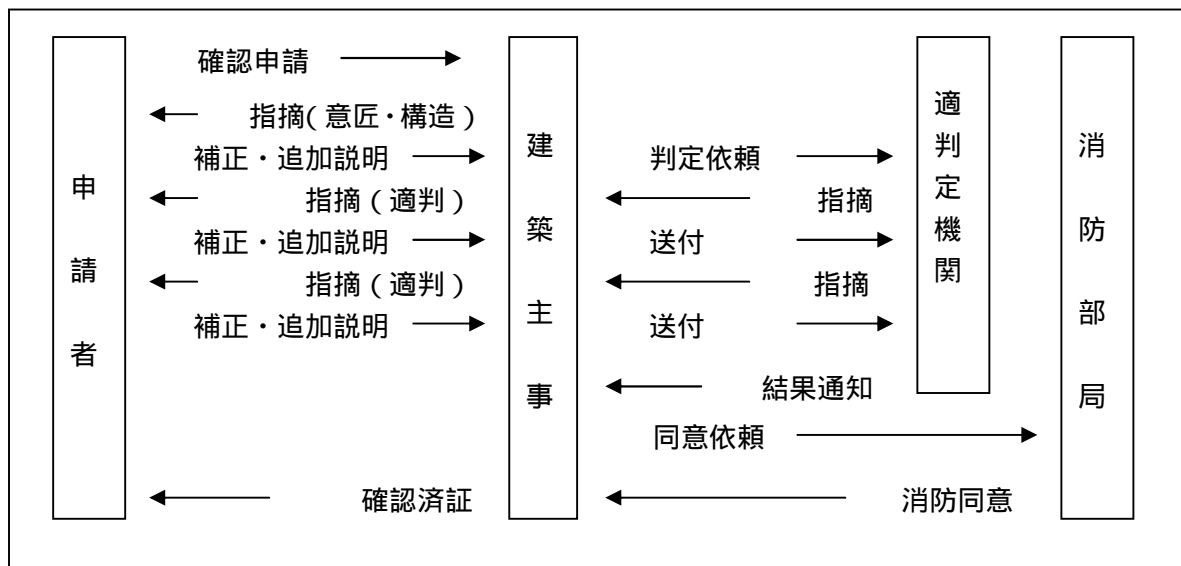 確認申請
指摘(意匠・構造)
補正・追加説明
判定依頼
指摘(適判)
指摘
補正・追加説明
送付
指摘(適判)
指摘
補正・追加説明
送付
結果通知
同意依頼
確認済証
消防同意
申請者
建築主事
適判定機関
消防部局